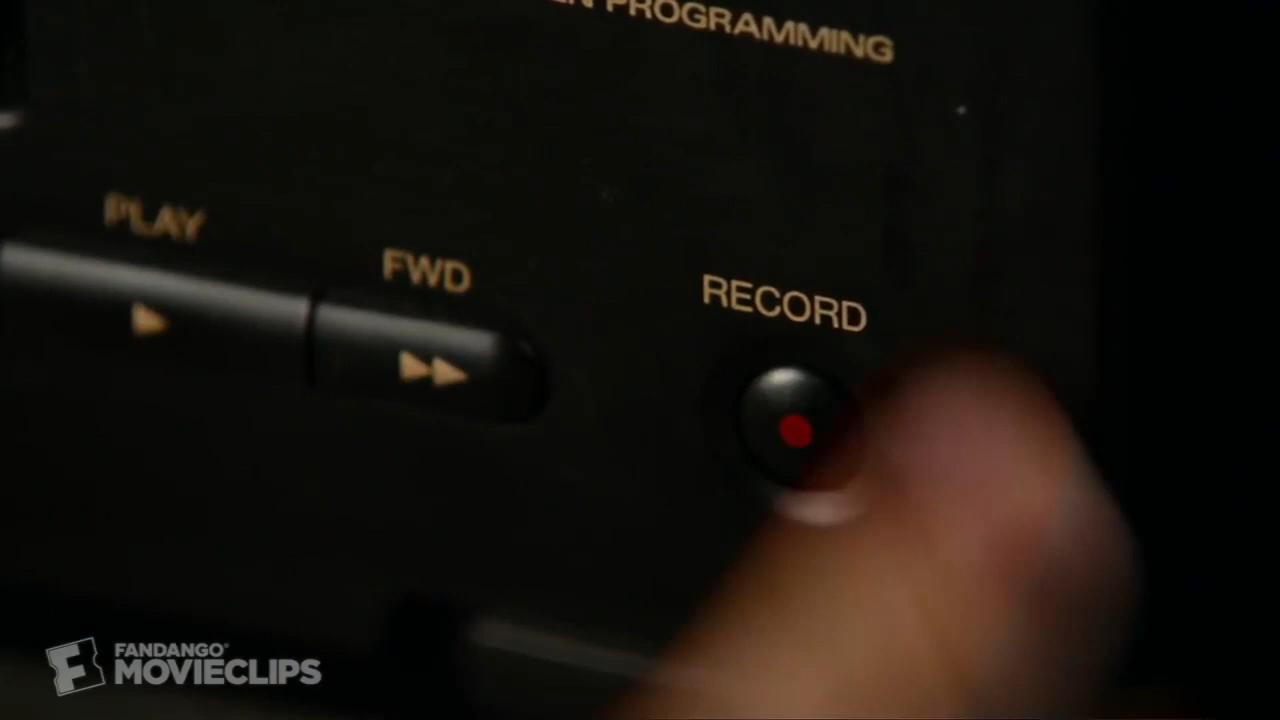 PROGRAMMING
PLAY
FWD
RECORD
FANDANGO
MOVIECLIPS